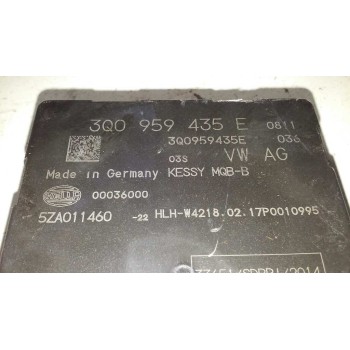 3Q0 959 435 E 0811
3Q0959435E 036
03S VW AG
Made in Germany KESSY MQB-B
HELLA 00036000
5ZA011460 -22 HLH-W4218.02.17P0010995